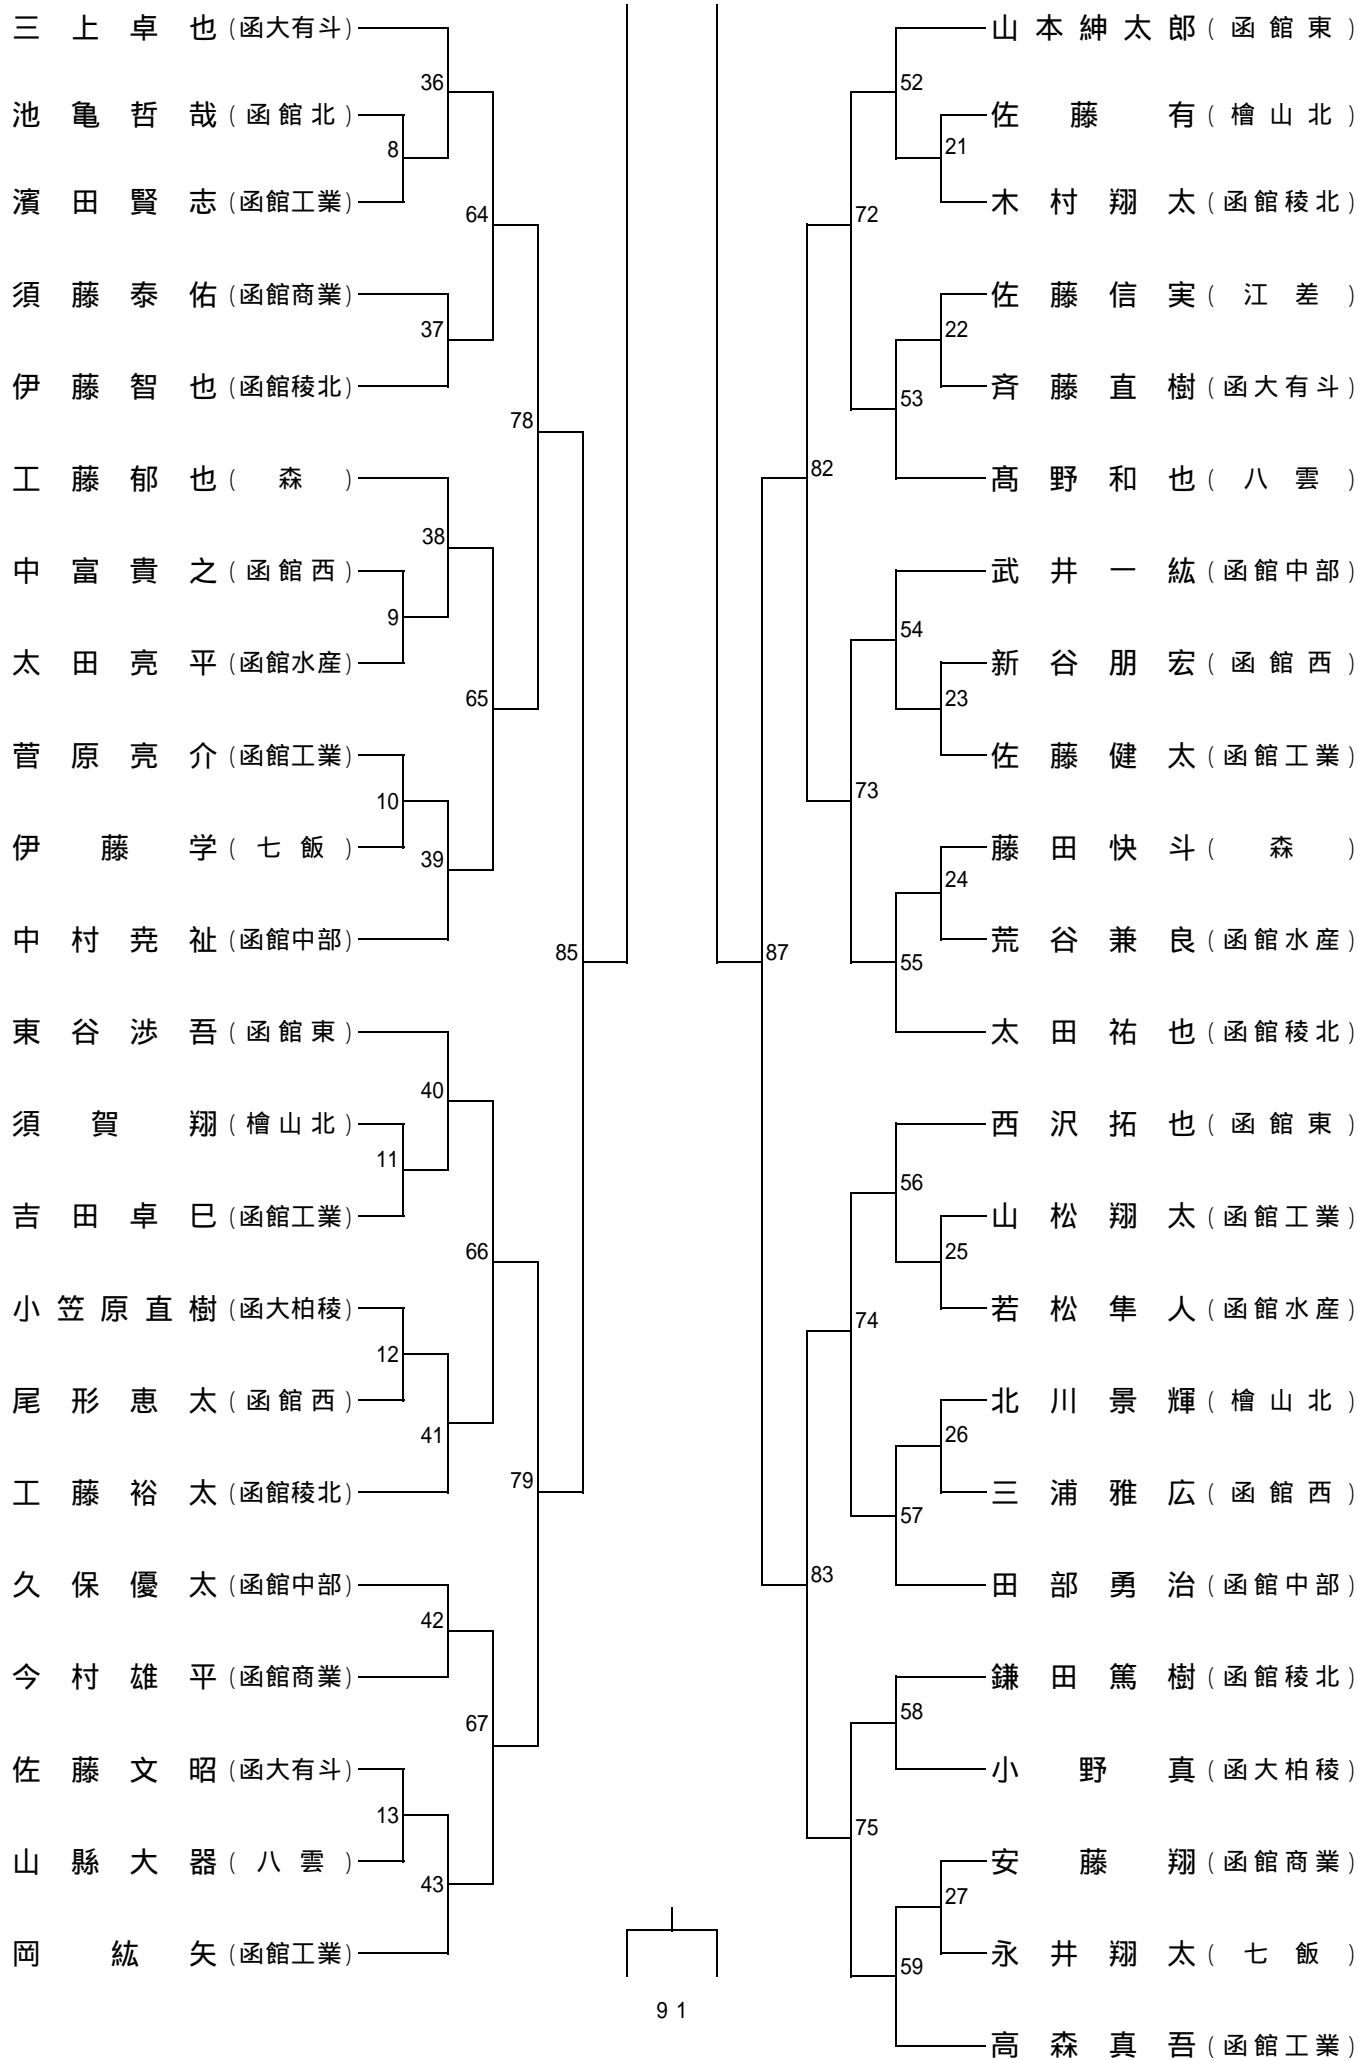 三上卓也(函大有斗)
36
池亀哲哉(函館北)
8
濱田賢志(函館工業)
64
須藤泰佑(函館商業)
37
伊藤智也(函館稜北)
78
工藤郁也(森)
38
中富貴之(函館西)
9
太田亮平(函館水産)
65
菅原亮介(函館工業)
10
伊藤学(七飯)
39
中村尭祉(函館中部)
85
東谷渉吾(函館東)
40
須賀翔(檜山北)
11
吉田卓巳(函館工業)
66
小笠原直樹(函大柏稜)
12
尾形恵太(函館西)
41
工藤裕太(函館稜北)
79
久保優太(函館中部)
42
今村雄平(函館商業)
67
佐藤文昭(函大有斗)
13
山縣大器(八雲)
43
岡紘矢(函館工業)
91
山本紳太郎(函館東)
52
佐藤有(檜山北)
21
木村翔太(函館稜北)
72
佐藤信実(江差)
22
斉藤直樹(函大有斗)
53
髙野和也(八雲)
82
武井一紘(函館中部)
54
新谷朋宏(函館西)
23
佐藤健太(函館工業)
73
藤田快斗(森)
24
荒谷兼良(函館水産)
55
太田祐也(函館稜北)
87
西沢拓也(函館東)
56
山松翔太(函館工業)
25
若松隼人(函館水産)
74
北川景輝(檜山北)
26
三浦雅広(函館西)
57
田部勇治(函館中部)
83
鎌田篤樹(函館稜北)
58
小野真(函大柏稜)
75
安藤翔(函館商業)
27
永井翔太(七飯)
59
高森真吾(函館工業)